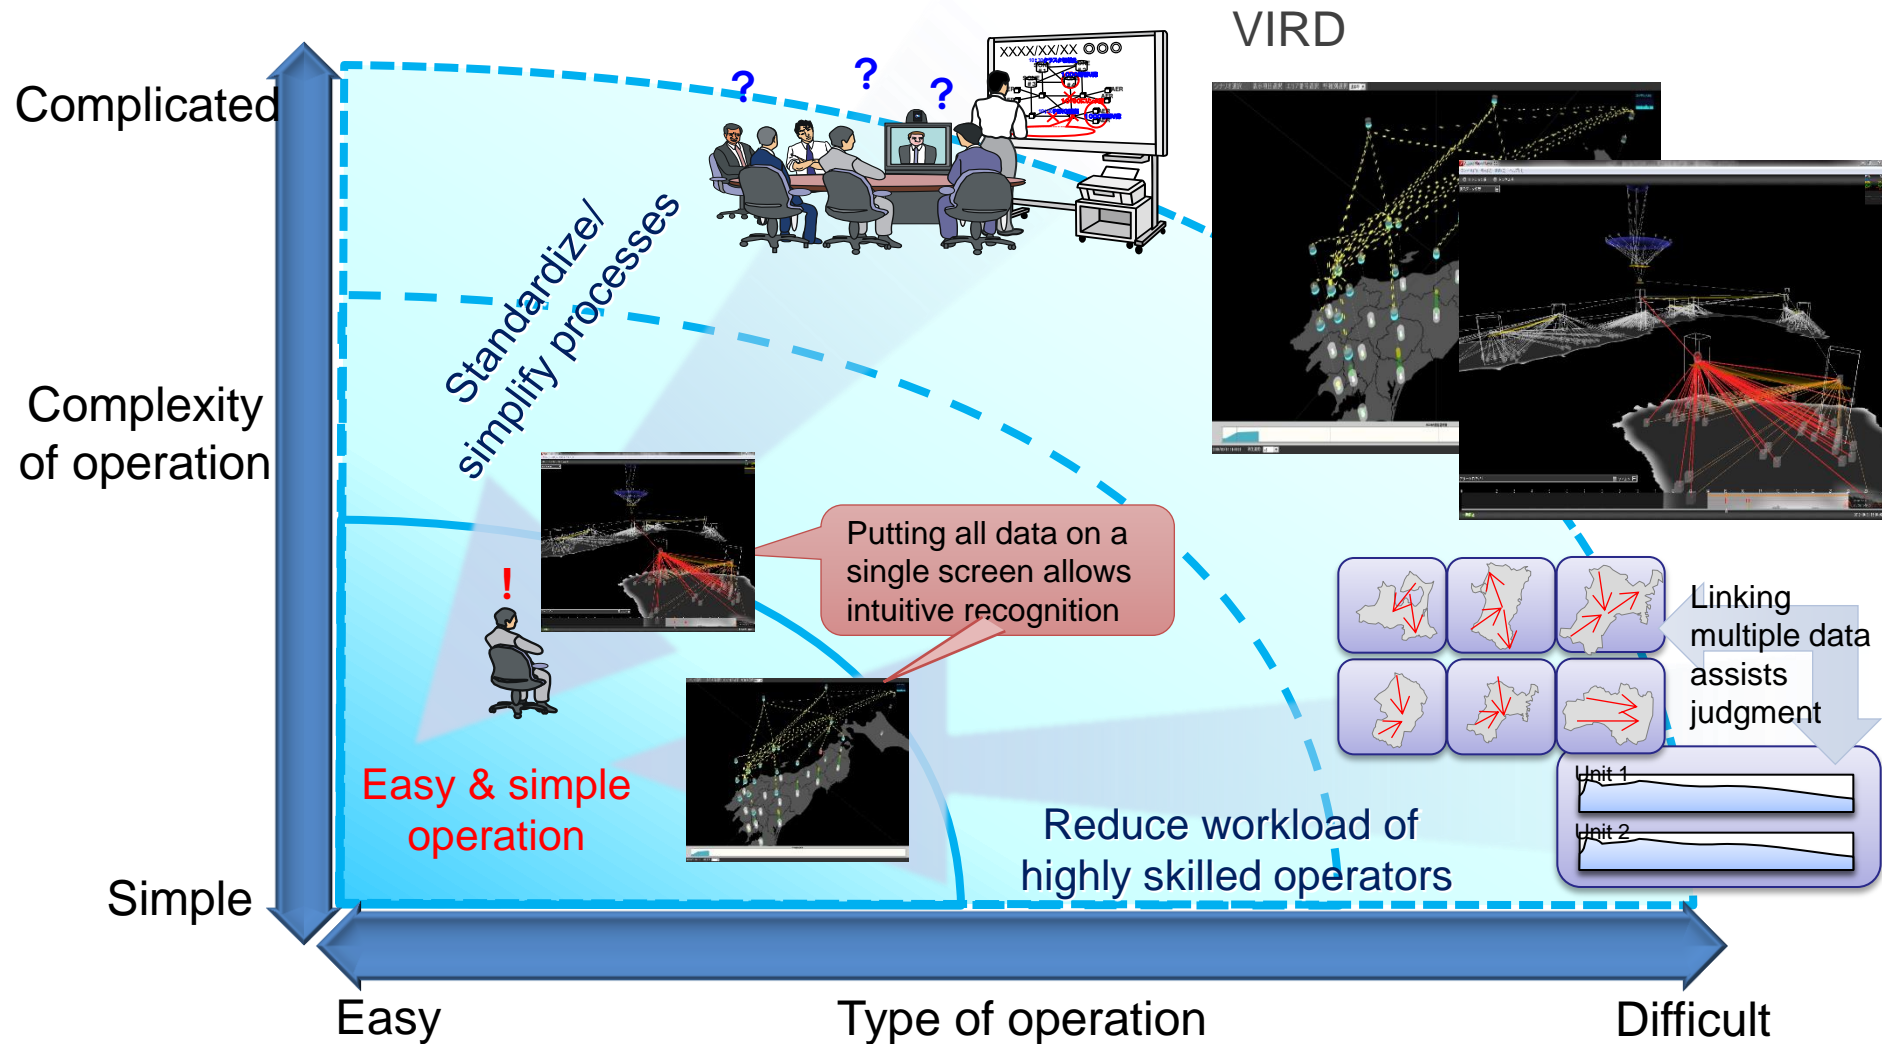 VIRD
Complicated
Complexity
of operation
Simple
XXXX/XX/XX
?
?
?
Standardize/
simplify processes
Putting all data on a
single screen allows
intuitive recognition
!
Easy & simple
operation
Linking
multiple data
assists
judgment
Unit 1
Unit 2
Reduce workload of
highly skilled operators
Easy
Type of operation
Difficult